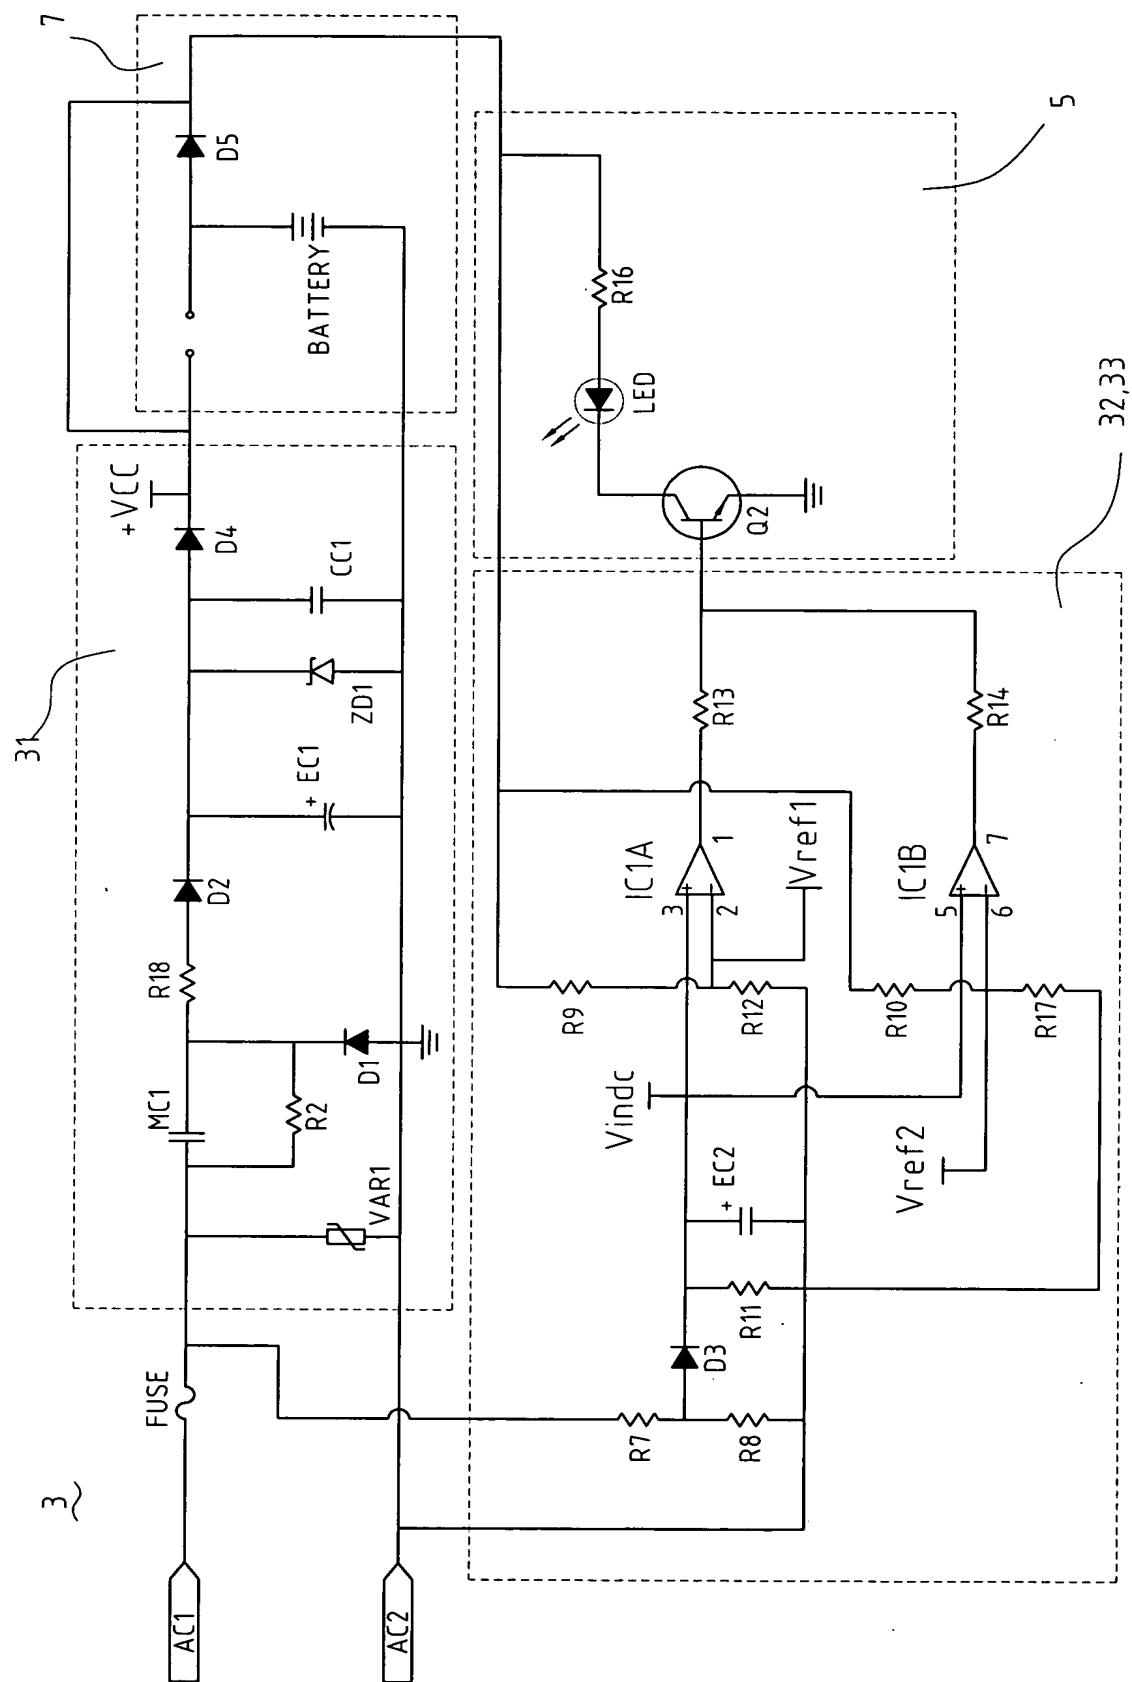 3
AC1
AC2
FUSE
31
VAR1
MC1
R2
D1
R18
D2
+ EC1
ZD1
CC1
D4
+VCC
7
BATTERY
D5
R7
R8
D3
R11
+ EC2
Vindc
Vref2
R9
R12
R10
R17
IC1A
3
2
+
-
1
Vref1
IC1B
5
6
+
-
7
R13
R14
32,33
Q2
LED
R16
5